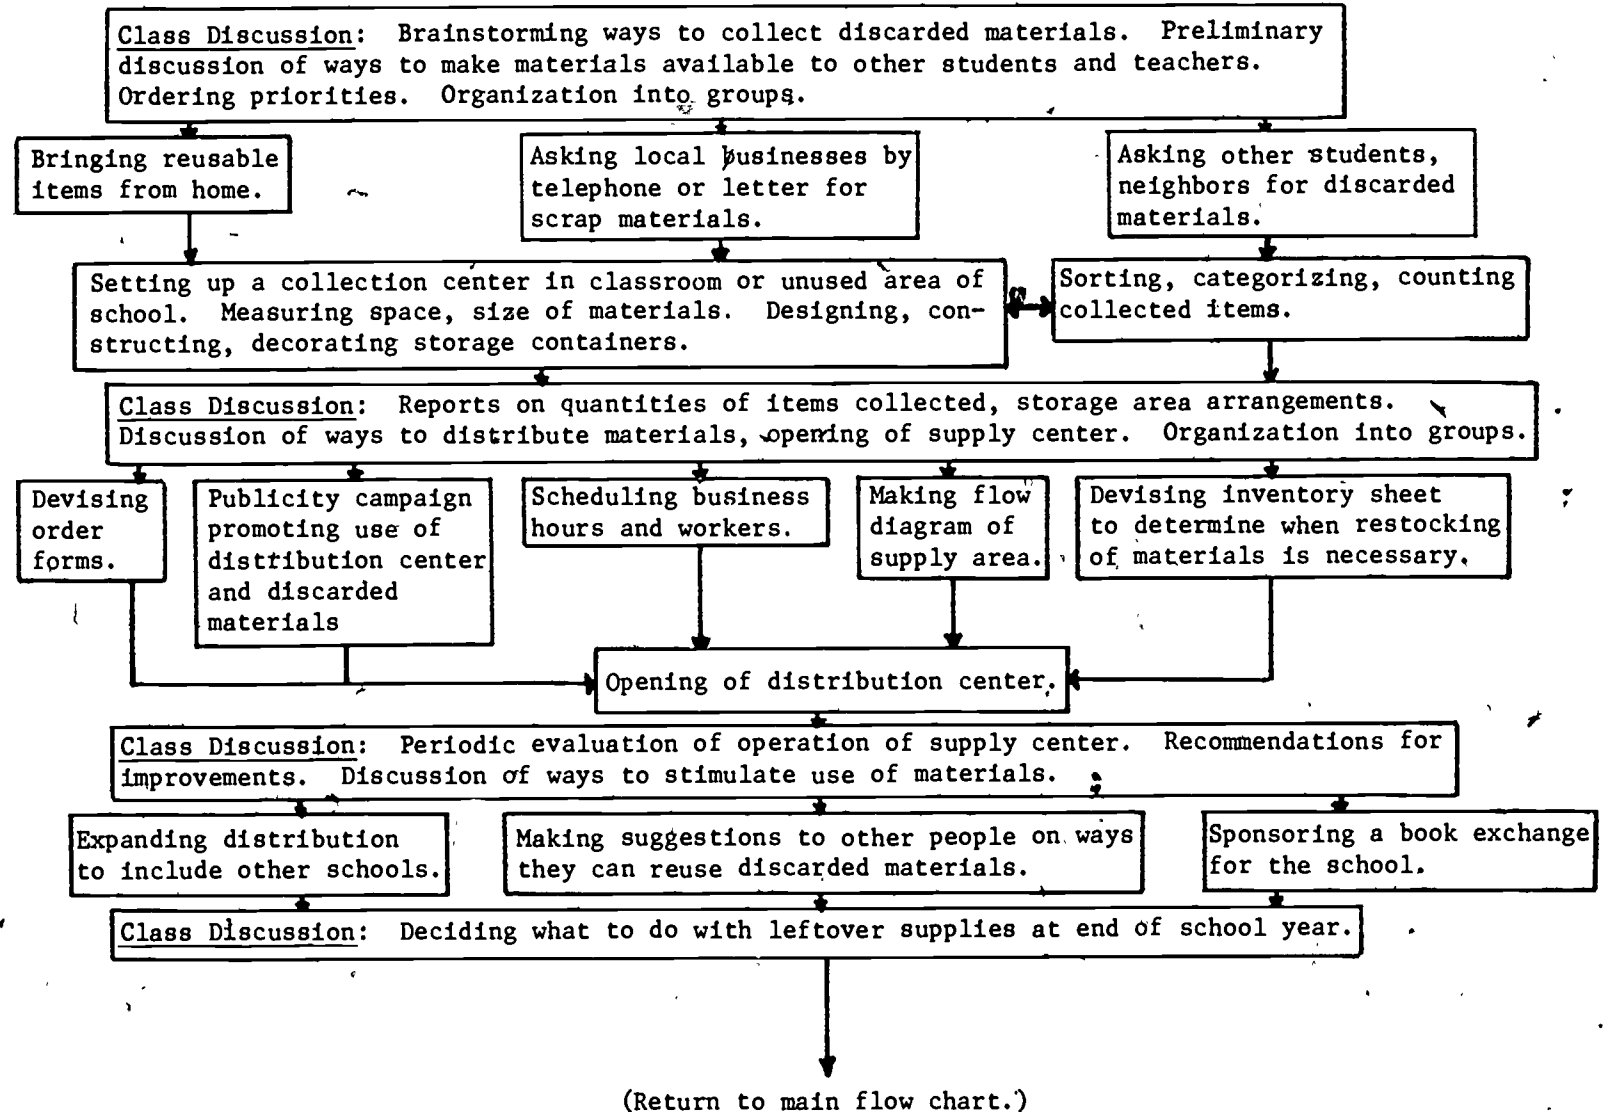 Class Discussion: Brainstorming ways to collect discarded materials. Preliminary
discussion of ways to make materials available to other students and teachers.
Ordering priorities. Organization into groups.
Bringing reusable
items from home.
Asking local businesses by
telephone or letter for
scrap materials.
Asking other students,
neighbors for discarded
materials.
Setting up a collection center in classroom or unused area of
school. Measuring space, size of materials. Designing, con-
structing, decorating storage containers.
Sorting, categorizing, counting
collected items.
Class Discussion: Reports on quantities of items collected, storage area arrangements.
Discussion of ways to distribute materials, opening of supply center. Organization into groups.
Devising
order
forms.
Publicity campaign
promoting use of
distribution center
and discarded
materials
Scheduling business
hours and workers.
Making flow
diagram of
supply area.
Devising inventory sheet
to determine when restocking
of materials is necessary.
Opening of distribution center.
Class Discussion: Periodic evaluation of operation of supply center. Recommendations for
improvements. Discussion of ways to stimulate use of materials.
Expanding distribution
to include other schools.
Making suggestions to other people on ways
they can reuse discarded materials.
Sponsoring a book exchange
for the school.
Class Discussion: Deciding what to do with leftover supplies at end of school year.
(Return to main flow chart.)